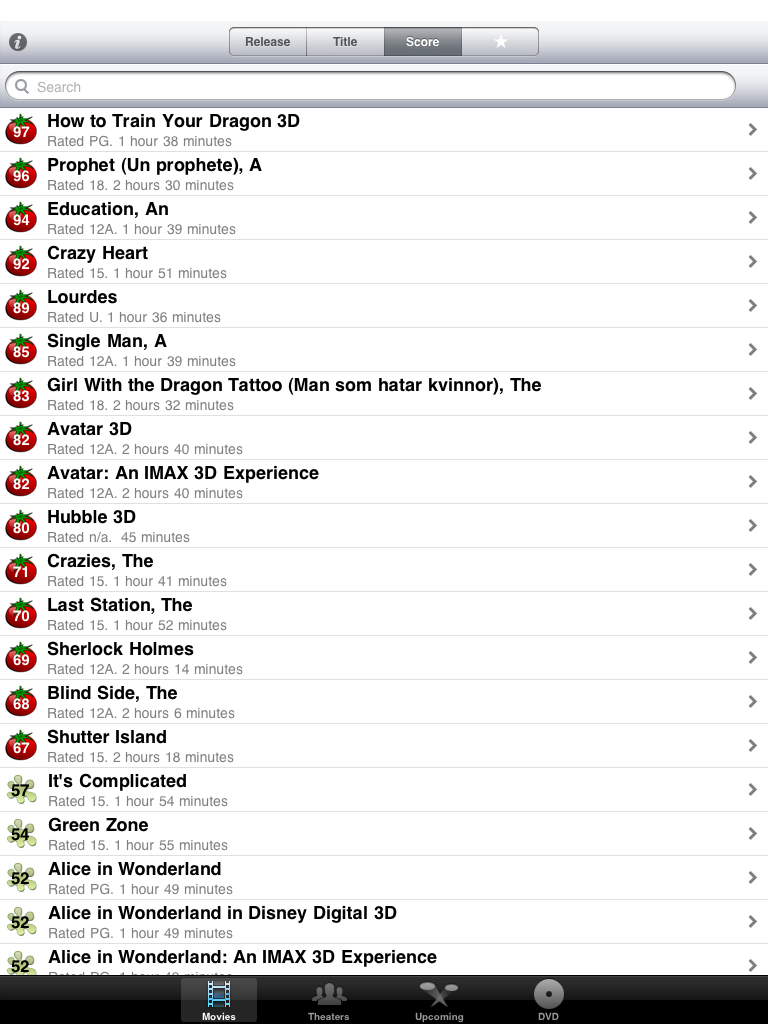 Release Title Score
Search
97 How to Train Your Dragon 3D
Rated PG. 1 hour 38 minutes
96 Prophet (Un prophete), A
Rated 18. 2 hours 30 minutes
94 Education, An
Rated 12A. 1 hour 39 minutes
92 Crazy Heart
Rated 15. 1 hour 51 minutes
89 Lourdes
Rated U. 1 hour 36 minutes
85 Single Man, A
Rated 12A. 1 hour 39 minutes
83 Girl With the Dragon Tattoo (Man som hatar kvinnor), The
Rated 18. 2 hours 32 minutes
82 Avatar 3D
Rated 12A. 2 hours 40 minutes
82 Avatar: An IMAX 3D Experience
Rated 12A. 2 hours 40 minutes
80 Hubble 3D
Rated n/a. 45 minutes
71 Crazies, The
Rated 15. 1 hour 41 minutes
70 Last Station, The
Rated 15. 1 hour 52 minutes
69 Sherlock Holmes
Rated 12A. 2 hours 14 minutes
68 Blind Side, The
Rated 12A. 2 hours 6 minutes
67 Shutter Island
Rated 15. 2 hours 18 minutes
57 It's Complicated
Rated 15. 1 hour 54 minutes
54 Green Zone
Rated 15. 1 hour 55 minutes
52 Alice in Wonderland
Rated PG. 1 hour 49 minutes
52 Alice in Wonderland in Disney Digital 3D
Rated PG. 1 hour 49 minutes
52 Alice in Wonderland: An IMAX 3D Experience
Movies Theaters Upcoming DVD